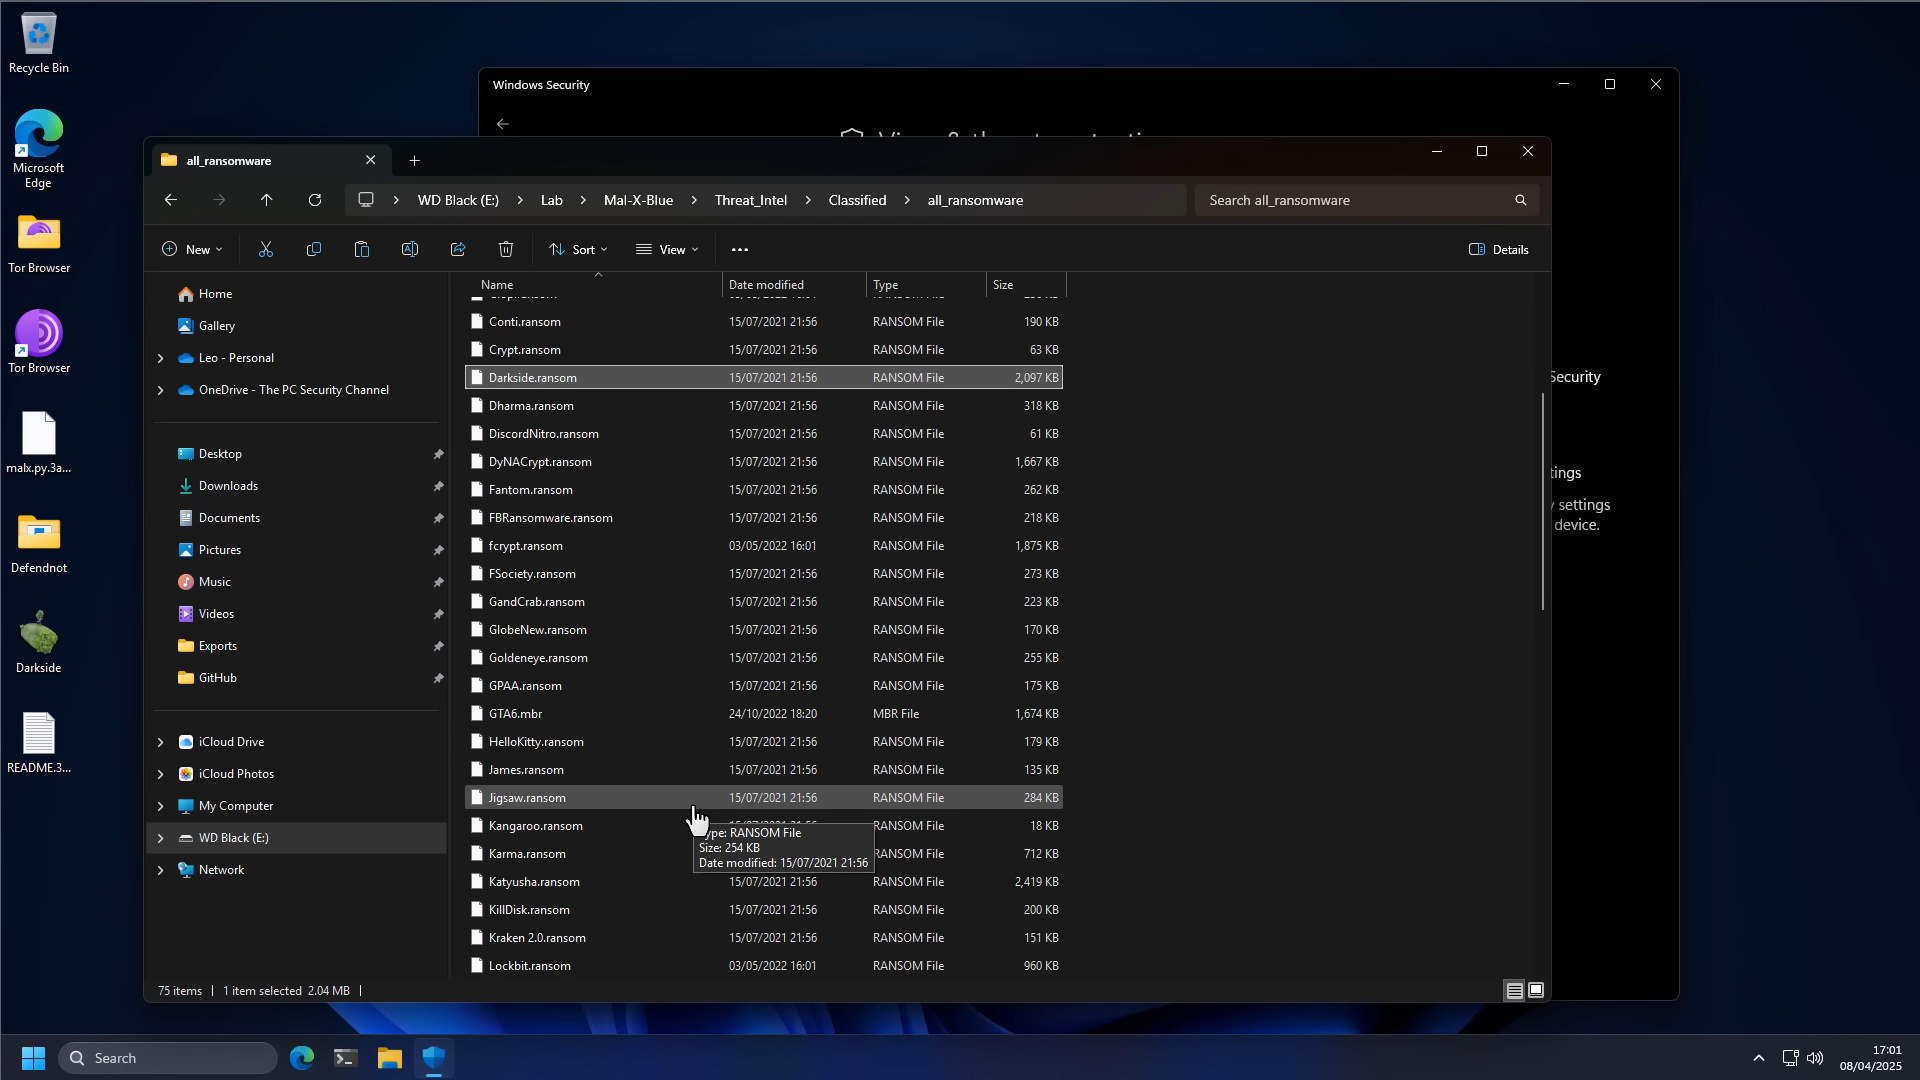 Recycle Bin
Microsoft
Edge
Tor Browser
Tor Browser
malx.py.3a...
Defendnot
Darkside
README.3...
Windows Security
all_ransomware
WD Black (E:) > Lab > Mal-X-Blue > Threat_Intel > Classified > all_ransomware
Search all_ransomware
New
Sort
View
Details
Home
Gallery
Leo - Personal
OneDrive - The PC Security Channel
Desktop
Downloads
Documents
Pictures
Music
Videos
Exports
GitHub
iCloud Drive
iCloud Photos
My Computer
WD Black (E:)
Network
Name Date modified Type Size
Conti.ransom 15/07/2021 21:56 RANSOM File 190 KB
Crypt.ransom 15/07/2021 21:56 RANSOM File 63 KB
Darkside.ransom 15/07/2021 21:56 RANSOM File 2,097 KB
Dharma.ransom 15/07/2021 21:56 RANSOM File 318 KB
DiscordNitro.ransom 15/07/2021 21:56 RANSOM File 61 KB
DyNACrypt.ransom 15/07/2021 21:56 RANSOM File 1,667 KB
Fantom.ransom 15/07/2021 21:56 RANSOM File 262 KB
FBRansomware.ransom 15/07/2021 21:56 RANSOM File 218 KB
fcrypt.ransom 03/05/2022 16:01 RANSOM File 1,875 KB
FSociety.ransom 15/07/2021 21:56 RANSOM File 273 KB
GandCrab.ransom 15/07/2021 21:56 RANSOM File 223 KB
GlobeNew.ransom 15/07/2021 21:56 RANSOM File 170 KB
Goldeneye.ransom 15/07/2021 21:56 RANSOM File 255 KB
GPAA.ransom 15/07/2021 21:56 RANSOM File 175 KB
GTA6.mbr 24/10/2022 18:20 MBR File 1,674 KB
HelloKitty.ransom 15/07/2021 21:56 RANSOM File 179 KB
James.ransom 15/07/2021 21:56 RANSOM File 135 KB
Jigsaw.ransom 15/07/2021 21:56 RANSOM File 284 KB
Kangaroo.ransom RANSOM File 18 KB
Karma.ransom RANSOM File 712 KB
Katyusha.ransom 15/07/2021 21:56 RANSOM File 2,419 KB
KillDisk.ransom 15/07/2021 21:56 RANSOM File 200 KB
Kraken 2.0.ransom 15/07/2021 21:56 RANSOM File 151 KB
Lockbit.ransom 03/05/2022 16:01 RANSOM File 960 KB
ype: RANSOM File
Size: 254 KB
Date modified: 15/07/2021 21:56
75 items | 1 item selected 2.04 MB |
Security
tings
settings
device.
Search
17:01
08/04/2025